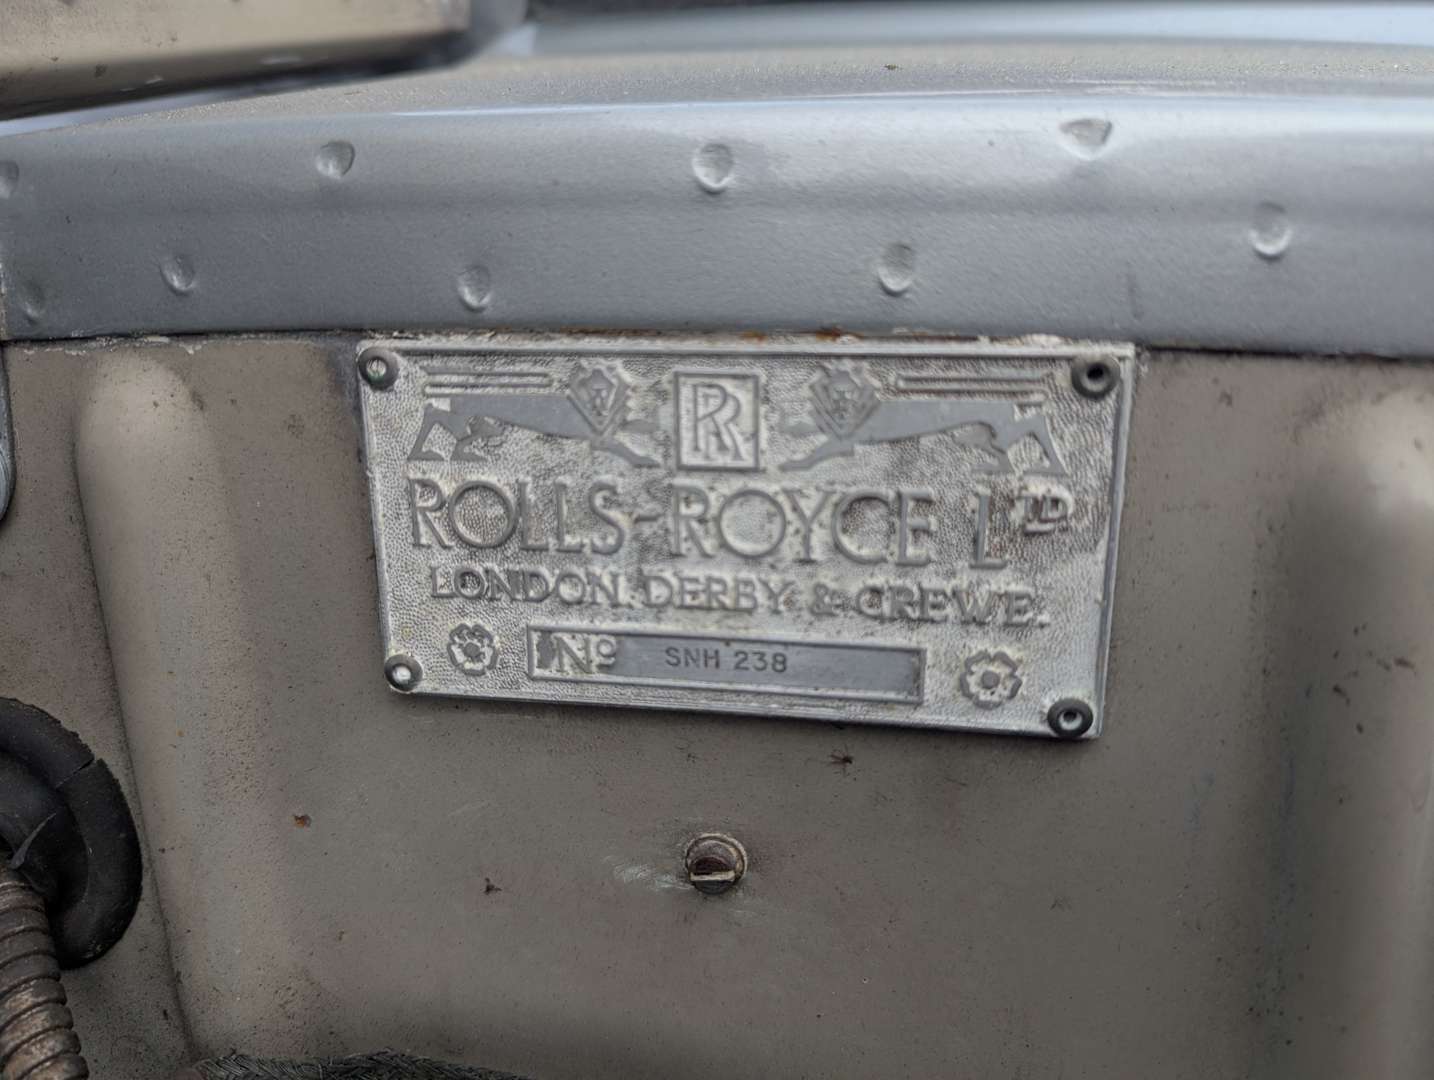 RR
ROLLS-ROYCE LTD
LONDON. DERBY & CREWE.
No SNH 238